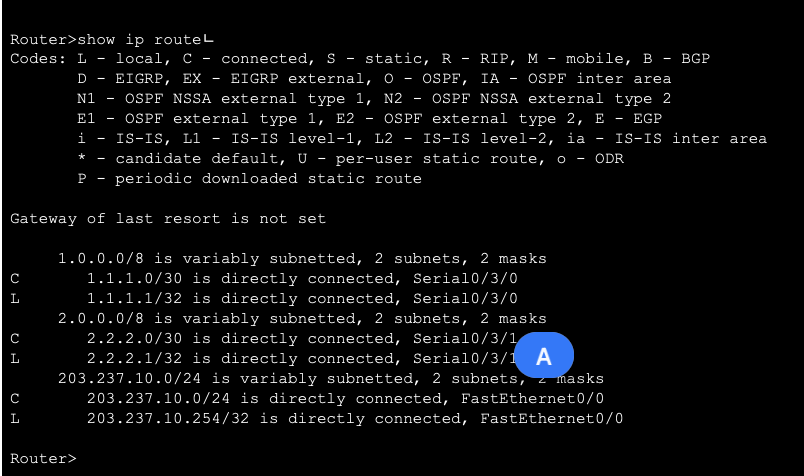 Router>show ip route
Codes: L - local, C - connected, S - static, R - RIP, M - mobile, B - BGP
D - EIGRP, EX - EIGRP external, O - OSPF, IA - OSPF inter area
N1 - OSPF NSSA external type 1, N2 - OSPF NSSA external type 2
E1 - OSPF external type 1, E2 - OSPF external type 2, E - EGP
i - IS-IS, L1 - IS-IS level-1, L2 - IS-IS level-2, ia - IS-IS inter area
* - candidate default, U - per-user static route, o - ODR
P - periodic downloaded static route
Gateway of last resort is not set
1.0.0.0/8 is variably subnetted, 2 subnets, 2 masks
C 1.1.1.0/30 is directly connected, Serial0/3/0
L 1.1.1.1/32 is directly connected, Serial0/3/0
2.0.0.0/8 is variably subnetted, 2 subnets, 2 masks
C 2.2.2.0/30 is directly connected, Serial0/3/1
L 2.2.2.1/32 is directly connected, Serial0/3/1
A
203.237.10.0/24 is variably subnetted, 2 subnets, 2 masks
C 203.237.10.0/24 is directly connected, FastEthernet0/0
L 203.237.10.254/32 is directly connected, FastEthernet0/0
Router>